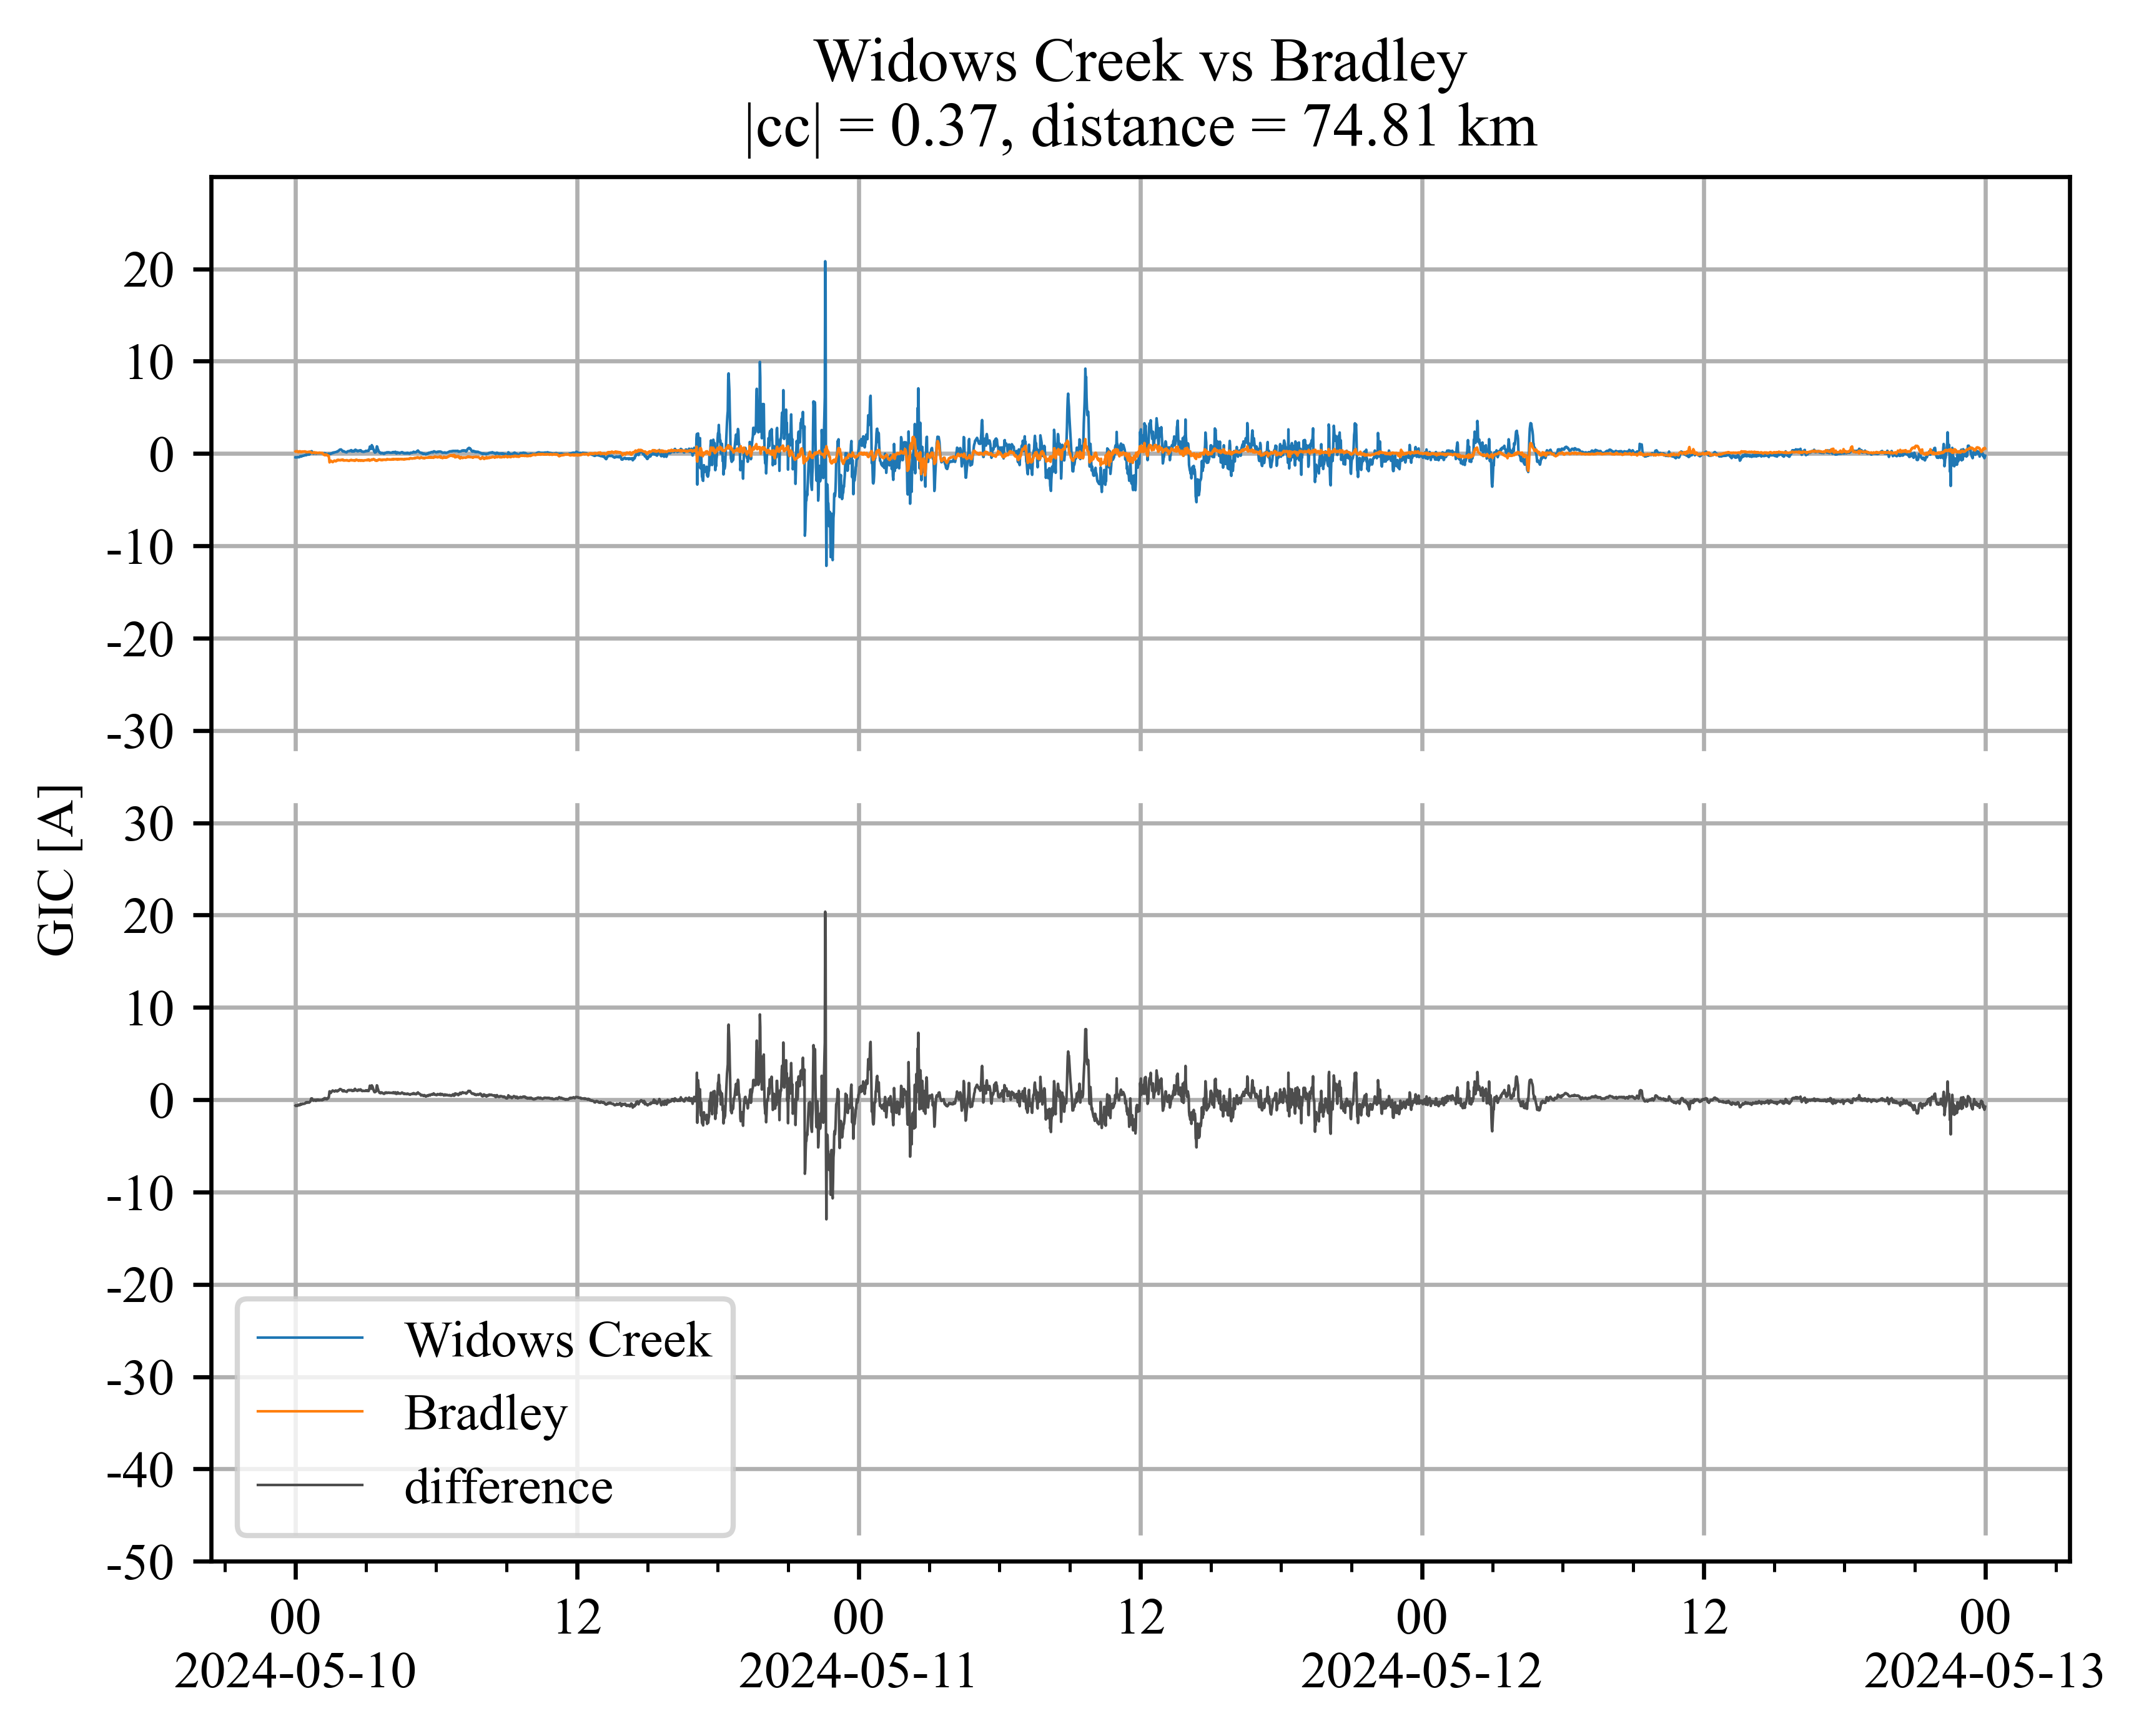 Widows Creek vs Bradley
|cc| = 0.37, distance = 74.81 km
20
10
0
-10
-20
-30
GIC [A]
30
20
10
0
-10
-20
-30
-40
-50
Widows Creek
Bradley
difference
00 12 00 12 00 12 00
2024-05-10 2024-05-11 2024-05-12 2024-05-13